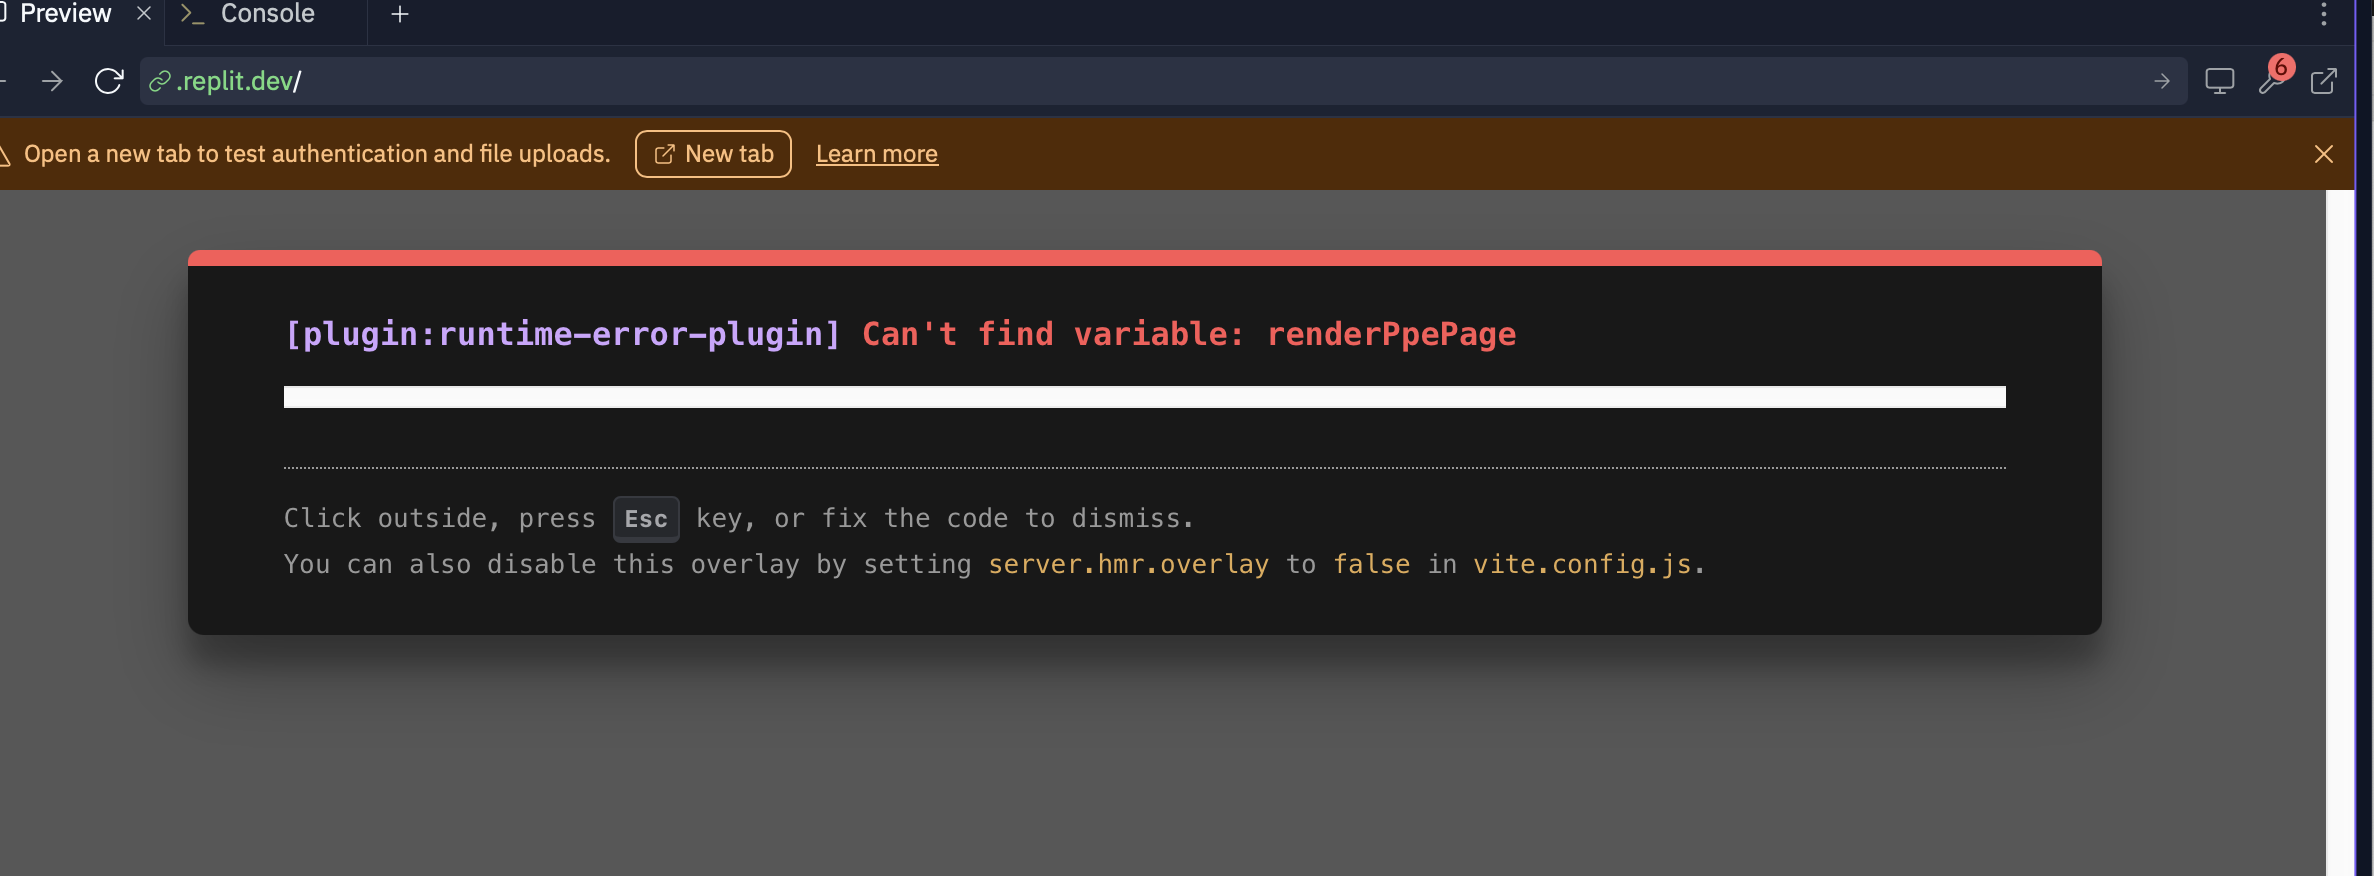 Preview
Console
.replit.dev/
6
Open a new tab to test authentication and file uploads. New tab Learn more
[plugin:runtime-error-plugin] Can't find variable: renderPpePage
Click outside, press Esc key, or fix the code to dismiss.
You can also disable this overlay by setting server.hmr.overlay to false in vite.config.js.